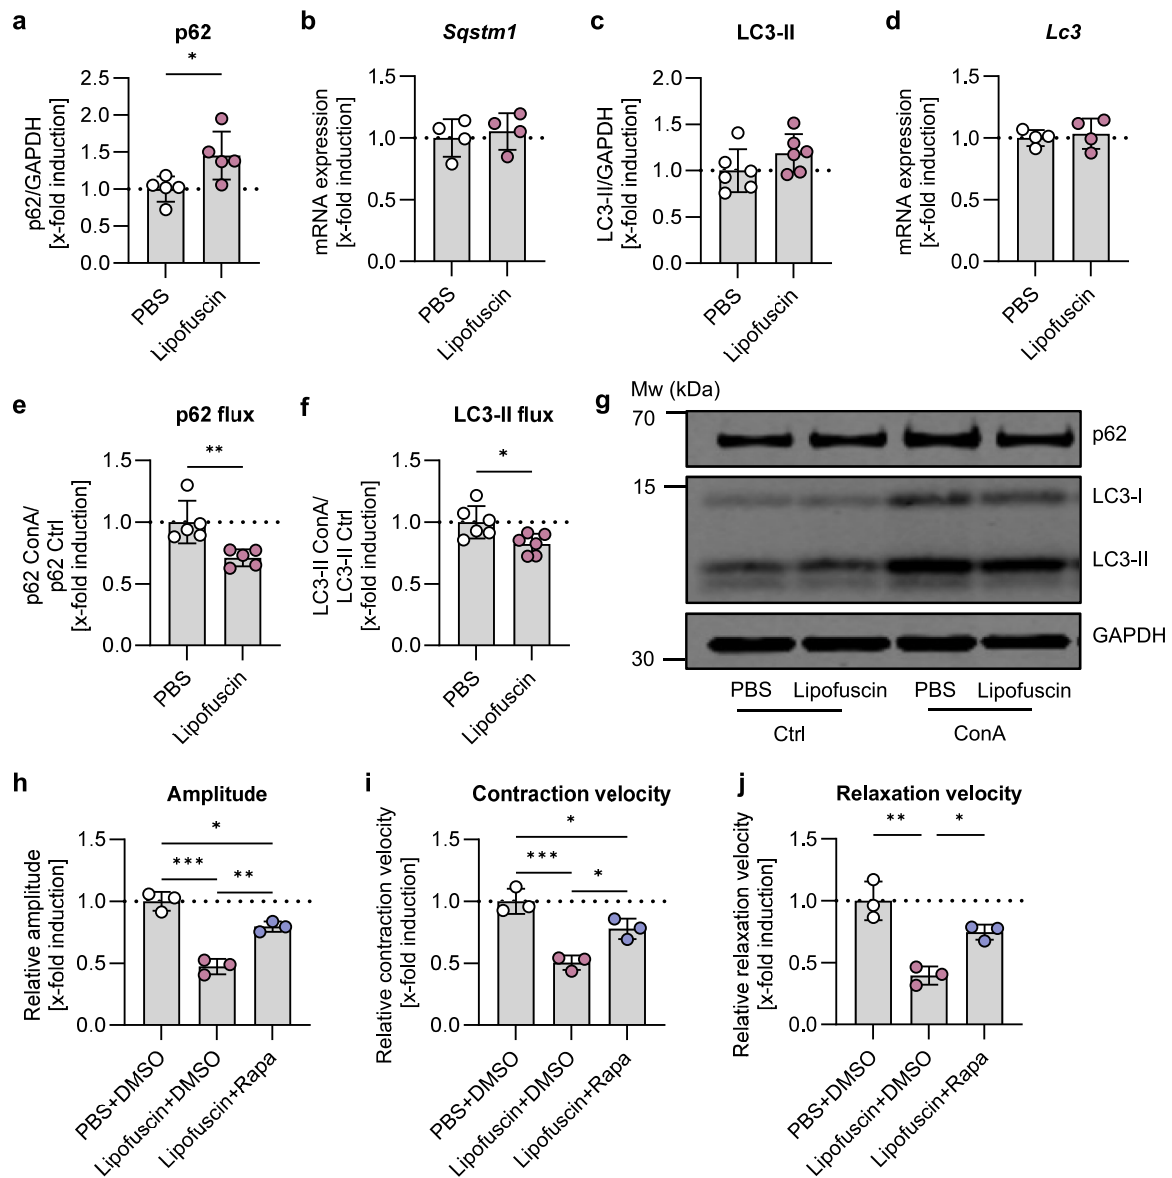 a
p62
*
p62/GAPDH
[x-fold induction]
2.5
2.0
1.5
1.0
0.5
0.0
PBS
Lipofuscin
b
Sqstm1
mRNA expression
[x-fold induction]
1.5
1.0
0.5
0.0
PBS
Lipofuscin
c
LC3-II
LC3-II/GAPDH
[x-fold induction]
2.0
1.5
1.0
0.5
0.0
PBS
Lipofuscin
d
Lc3
mRNA expression
[x-fold induction]
1.5
1.0
0.5
0.0
PBS
Lipofuscin
e
p62 flux
**
p62 ConA/
p62 Ctrl
[x-fold induction]
1.5
1.0
0.5
0.0
PBS
Lipofuscin
f
LC3-II flux
*
LC3-II ConA/
LC3-II Ctrl
[x-fold induction]
1.5
1.0
0.5
0.0
PBS
Lipofuscin
g
Mw (kDa)
70
p62
15
LC3-I
LC3-II
GAPDH
30
PBS Lipofuscin PBS Lipofuscin
Ctrl ConA
h
Amplitude
*
*** **
Relative amplitude
[x-fold induction]
1.5
1.0
0.5
0.0
PBS+DMSO
Lipofuscin+DMSO
Lipofuscin+Rapa
i
Contraction velocity
*
*** *
Relative contraction velocity
[x-fold induction]
1.5
1.0
0.5
0.0
PBS+DMSO
Lipofuscin+DMSO
Lipofuscin+Rapa
j
Relaxation velocity
** *
Relative relaxation velocity
[x-fold induction]
1.5
1.0
0.5
0.0
PBS+DMSO
Lipofuscin+DMSO
Lipofuscin+Rapa